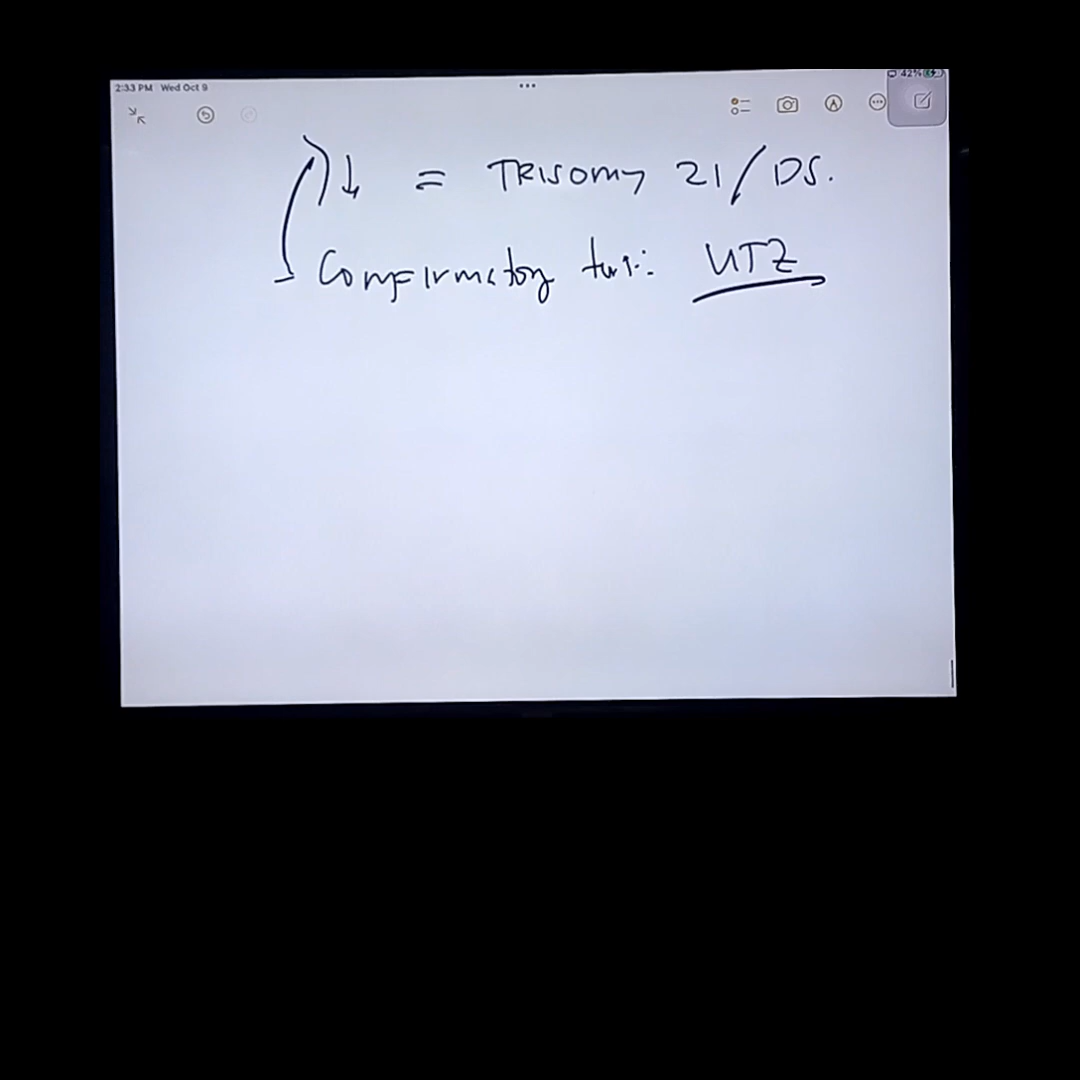 2:33 PM Wed Oct 9
42%
↓ = TRISOMY 21/DS.
Confirmatory test: UTZ